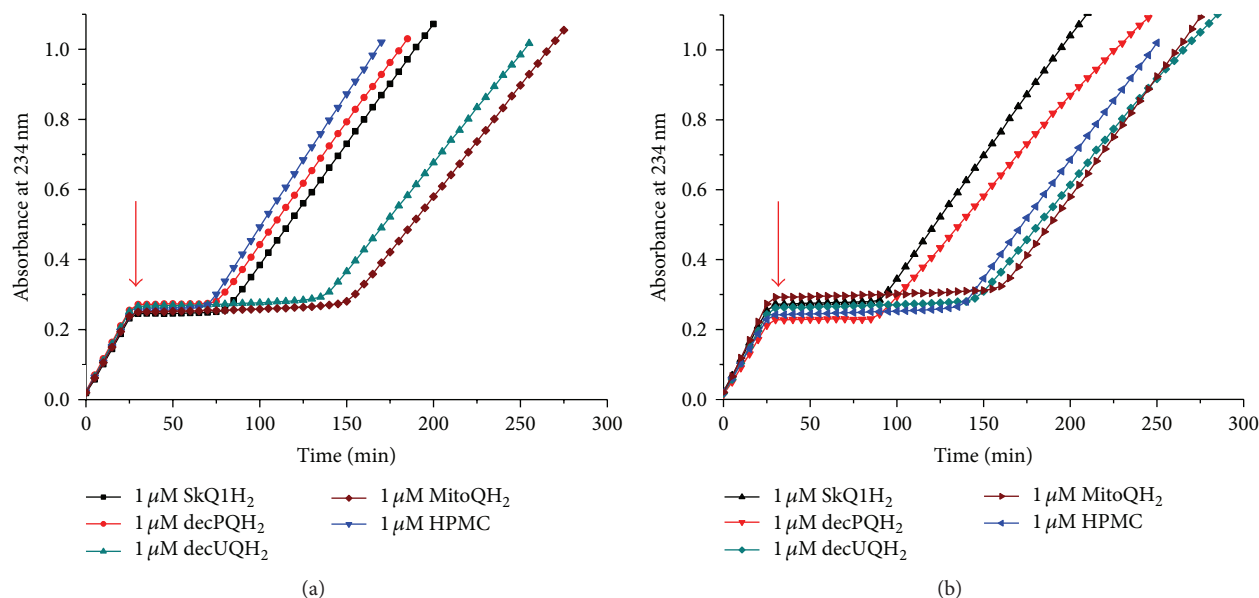 Absorbance at 234 nm
1.0
0.8
0.6
0.4
0.2
0.0
0 50 100 150 200 250 300
Time (min)
1 μM SkQ1H₂
1 μM decPQH₂
1 μM decUQH₂
1 μM MitoQH₂
1 μM HPMC
(a)
Absorbance at 234 nm
1.0
0.8
0.6
0.4
0.2
0.0
0 50 100 150 200 250 300
Time (min)
1 μM SkQ1H₂
1 μM decPQH₂
1 μM decUQH₂
1 μM MitoQH₂
1 μM HPMC
(b)